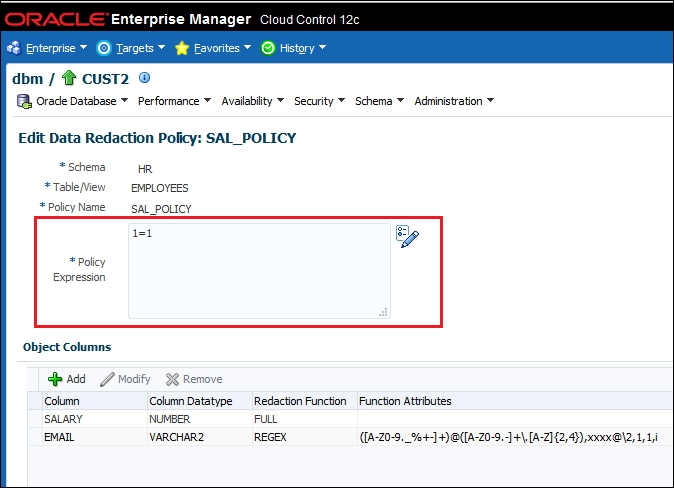 ORACLE Enterprise Manager Cloud Control 12c
Enterprise Targets Favorites History
dbm / CUST2
Oracle Database Performance Availability Security Schema Administration
Edit Data Redaction Policy: SAL_POLICY
* Schema HR
* Table/View EMPLOYEES
* Policy Name SAL_POLICY
1=1
* Policy
Expression
Object Columns
Add Modify Remove
Column Column Datatype Redaction Function Function Attributes
SALARY NUMBER FULL
EMAIL VARCHAR2 REGEX ([A-Z0-9._%+-]+)@([A-Z0-9.-]+\.[A-Z]{2,4}),xxxx@\2,1,1,i